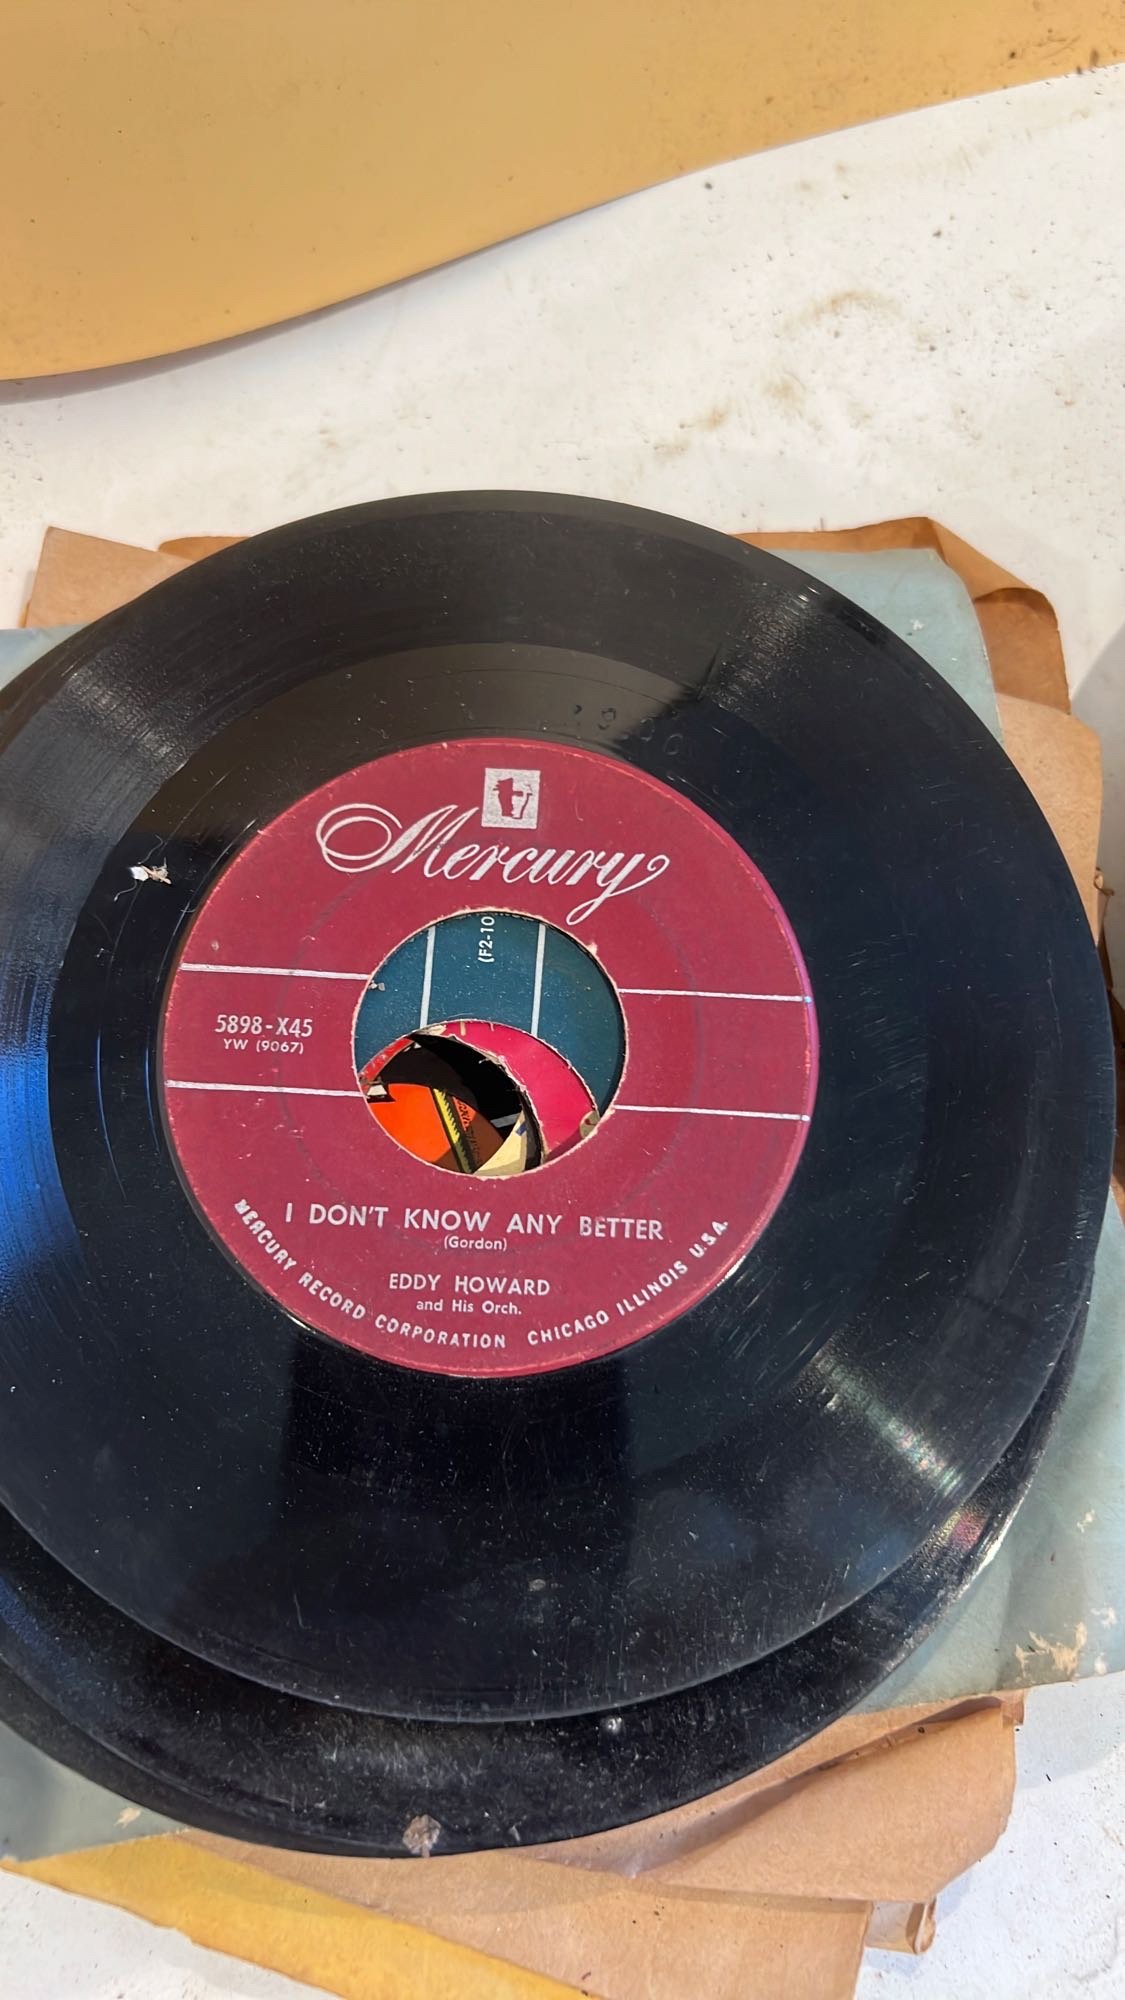 Mercury
(F2-10
5898-X45
YW (9067)
I DON'T KNOW ANY BETTER
(Gordon)
EDDY HOWARD
and His Orch.
MERCURY RECORD CORPORATION CHICAGO ILLINOIS U.S.A.